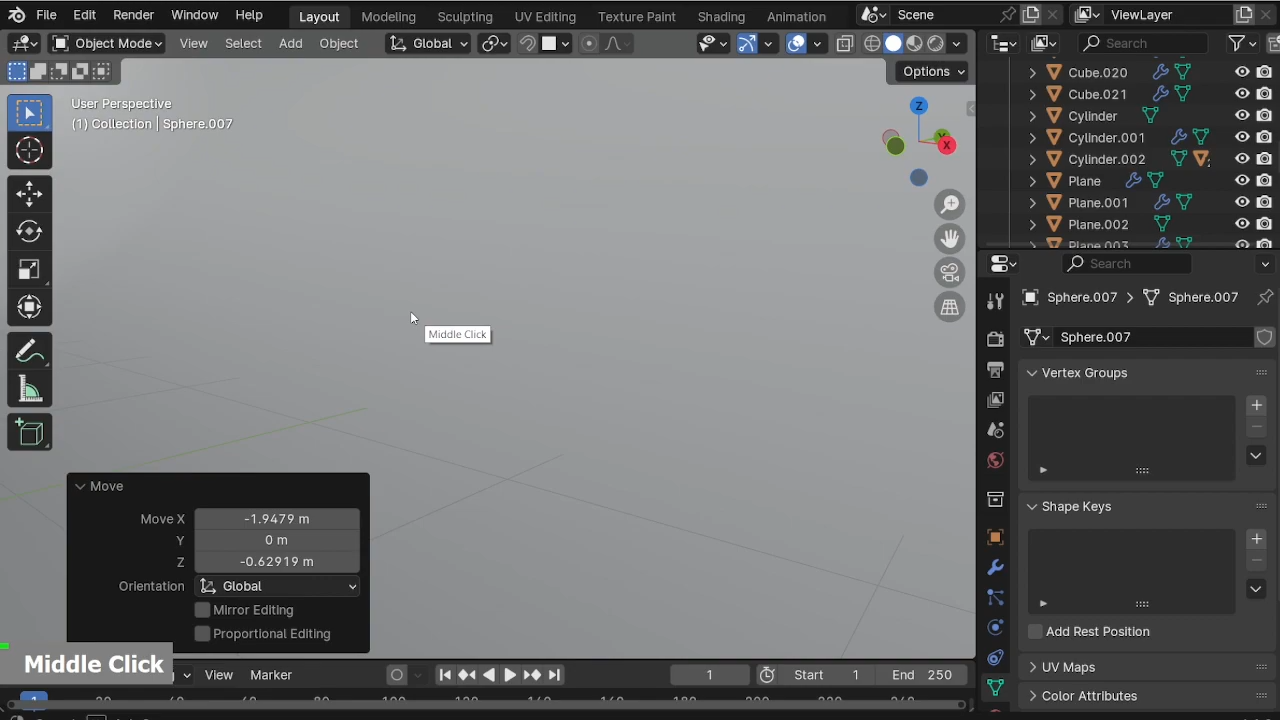 File Edit Render Window Help Layout Modeling Sculpting UV Editing Texture Paint Shading Animation Scene ViewLayer
Object Mode View Select Add Object Global Search
Options
User Perspective
(1) Collection | Sphere.007
Z
Y
X
Cube.020
Cube.021
Cylinder
Cylinder.001
Cylinder.002
Plane
Plane.001
Plane.002
Plane.003
Search
Sphere.007 > Sphere.007
Sphere.007
Vertex Groups
Shape Keys
Add Rest Position
UV Maps
Color Attributes
Middle Click
Move
Move X -1.9479 m
Y 0 m
Z -0.62919 m
Orientation Global
Mirror Editing
Proportional Editing
Middle Click
View Marker 1 Start 1 End 250
1